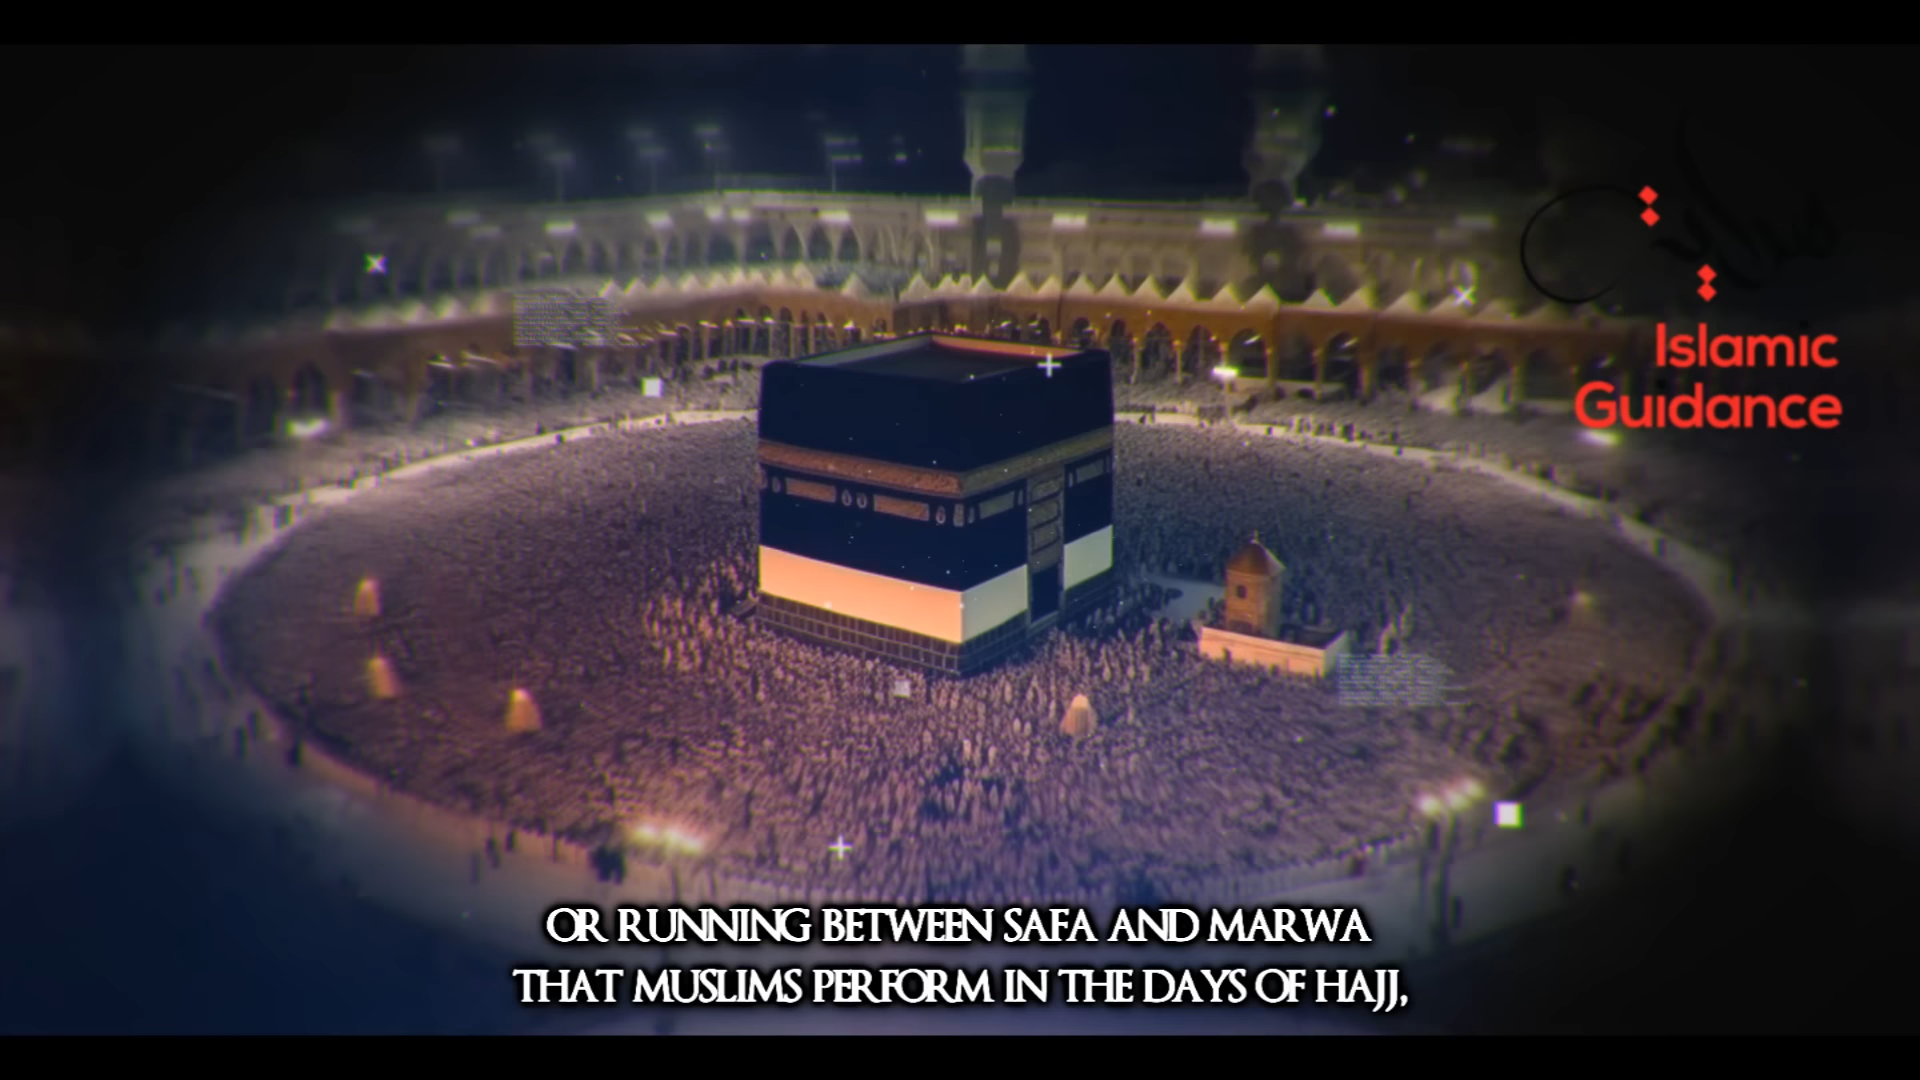 Islamic
Guidance
OR RUNNING BETWEEN SAFA AND MARWA
THAT MUSLIMS PERFORM IN THE DAYS OF HAJJ,